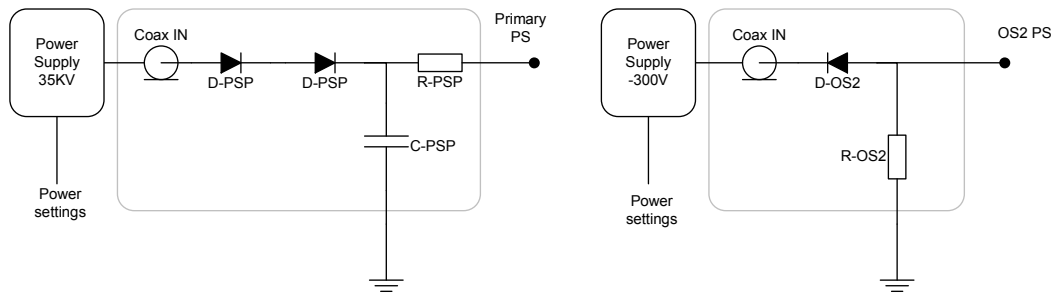 Power
Supply
35KV
Coax IN
D-PSP
D-PSP
R-PSP
C-PSP
Primary
PS
Power
settings
Power
Supply
-300V
Coax IN
D-OS2
R-OS2
OS2 PS
Power
settings